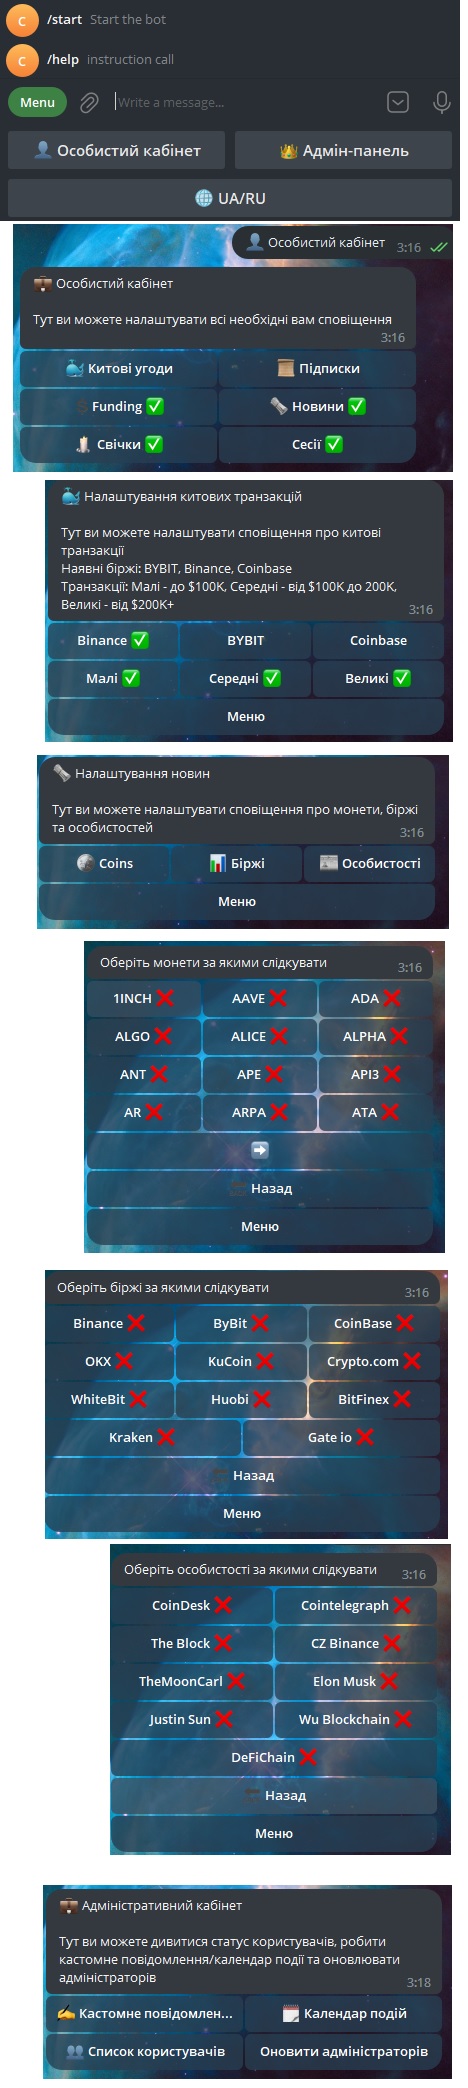 C /start Start the bot
C /help instruction call
Menu Write a message...
Особистий кабінет Адмін-панель
UA/RU
Особистий кабінет 3:16
Особистий кабінет
Тут ви можете налаштувати всі необхідні вам сповіщення
3:16
Китові угоди Підписки
Funding Новини
Свічки Сесії
Налаштування китових транзакцій
Тут ви можете налаштувати сповіщення про китові
транзакції
Наявні біржі: BYBIT, Binance, Coinbase
Транзакції: Малі - до $100K, Середні - від $100K до 200K,
Великі - від $200K+
3:16
Binance BYBIT Coinbase
Малі Середні Великі
Меню
Налаштування новин
Тут ви можете налаштувати сповіщення про монети, біржі
та особистостей
3:16
Coins Біржі Особистості
Меню
Оберіть монети за якими слідкувати 3:16
1INCH AAVE ADA
ALGO ALICE ALPHA
ANT APE API3
AR ARPA ATA
Назад
Меню
Оберіть біржі за якими слідкувати 3:16
Binance ByBit CoinBase
OKX KuCoin Crypto.com
WhiteBit Huobi BitFinex
Kraken Gate io
Назад
Меню
Оберіть особистості за якими слідкувати 3:16
CoinDesk Cointelegraph
The Block CZ Binance
TheMoonCarl Elon Musk
Justin Sun Wu Blockchain
DeFiChain
Назад
Меню
Адміністративний кабінет
Тут ви можете дивитися статус користувачів, робити
кастомне повідомлення/календар події та оновлювати
адміністраторів
3:18
Кастомне повідомлен... Календар подій
Список користувачів Оновити адміністраторів